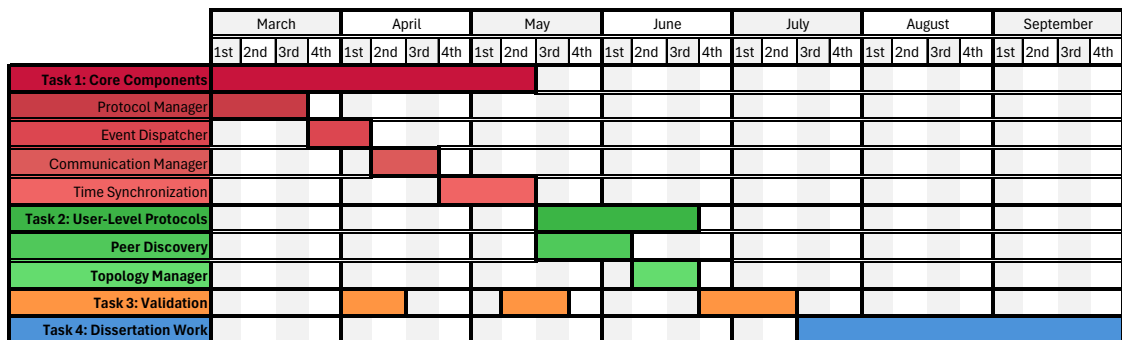 March April May June July August September
1st 2nd 3rd 4th 1st 2nd 3rd 4th 1st 2nd 3rd 4th 1st 2nd 3rd 4th 1st 2nd 3rd 4th 1st 2nd 3rd 4th 1st 2nd 3rd 4th
Task 1: Core Components
Protocol Manager
Event Dispatcher
Communication Manager
Time Synchronization
Task 2: User-Level Protocols
Peer Discovery
Topology Manager
Task 3: Validation
Task 4: Dissertation Work